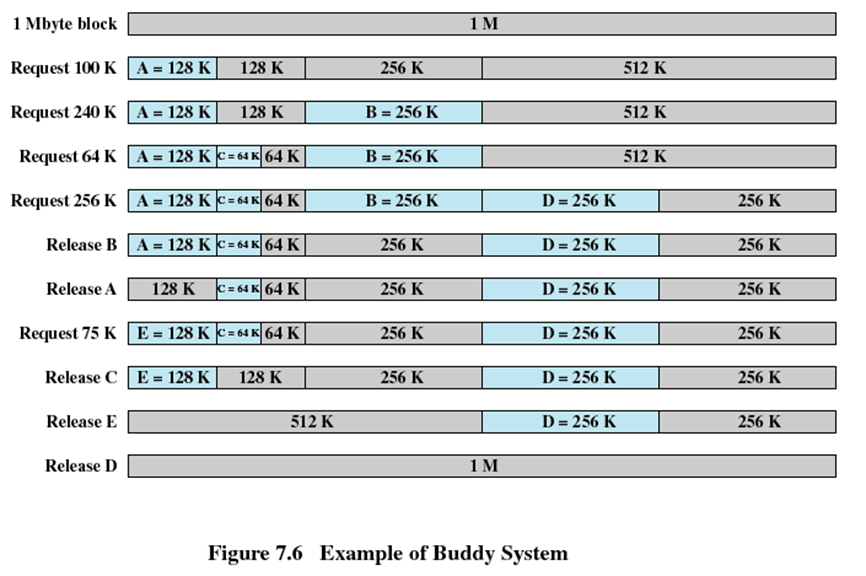 1 Mbyte block 1 M
Request 100 K A = 128 K 128 K 256 K 512 K
Request 240 K A = 128 K 128 K B = 256 K 512 K
Request 64 K A = 128 K C = 64 K 64 K B = 256 K 512 K
Request 256 K A = 128 K C = 64 K 64 K B = 256 K D = 256 K 256 K
Release B A = 128 K C = 64 K 64 K 256 K D = 256 K 256 K
Release A 128 K C = 64 K 64 K 256 K D = 256 K 256 K
Request 75 K E = 128 K C = 64 K 64 K 256 K D = 256 K 256 K
Release C E = 128 K 128 K 256 K D = 256 K 256 K
Release E 512 K D = 256 K 256 K
Release D 1 M
Figure 7.6 Example of Buddy System